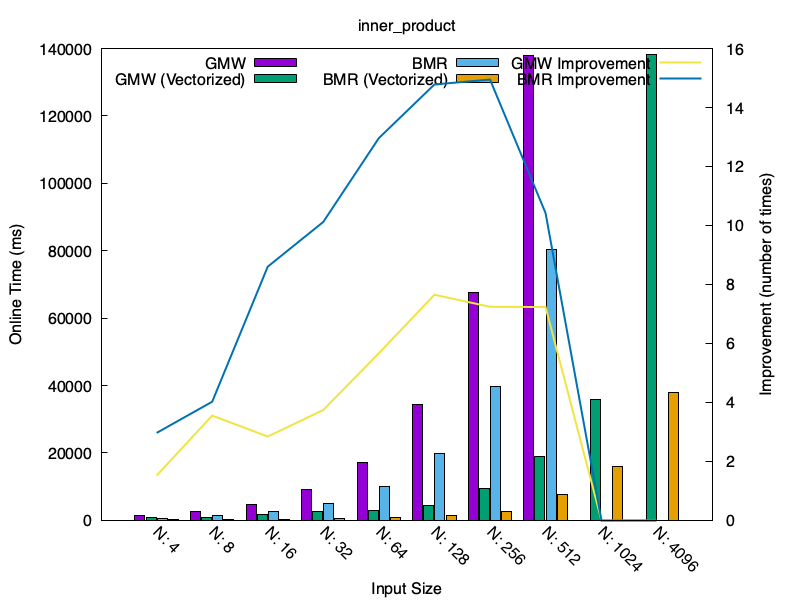 inner_product
GMW BMR GMW Improvement
GMW (Vectorized) BMR (Vectorized) BMR Improvement
140000
120000
100000
80000
60000
40000
20000
0
16
14
12
10
8
6
4
2
0
Online Time (ms)
Improvement (number of times)
N: 4 N: 8 N: 16 N: 32 N: 64 N: 128 N: 256 N: 512 N: 1024 N: 4096
Input Size